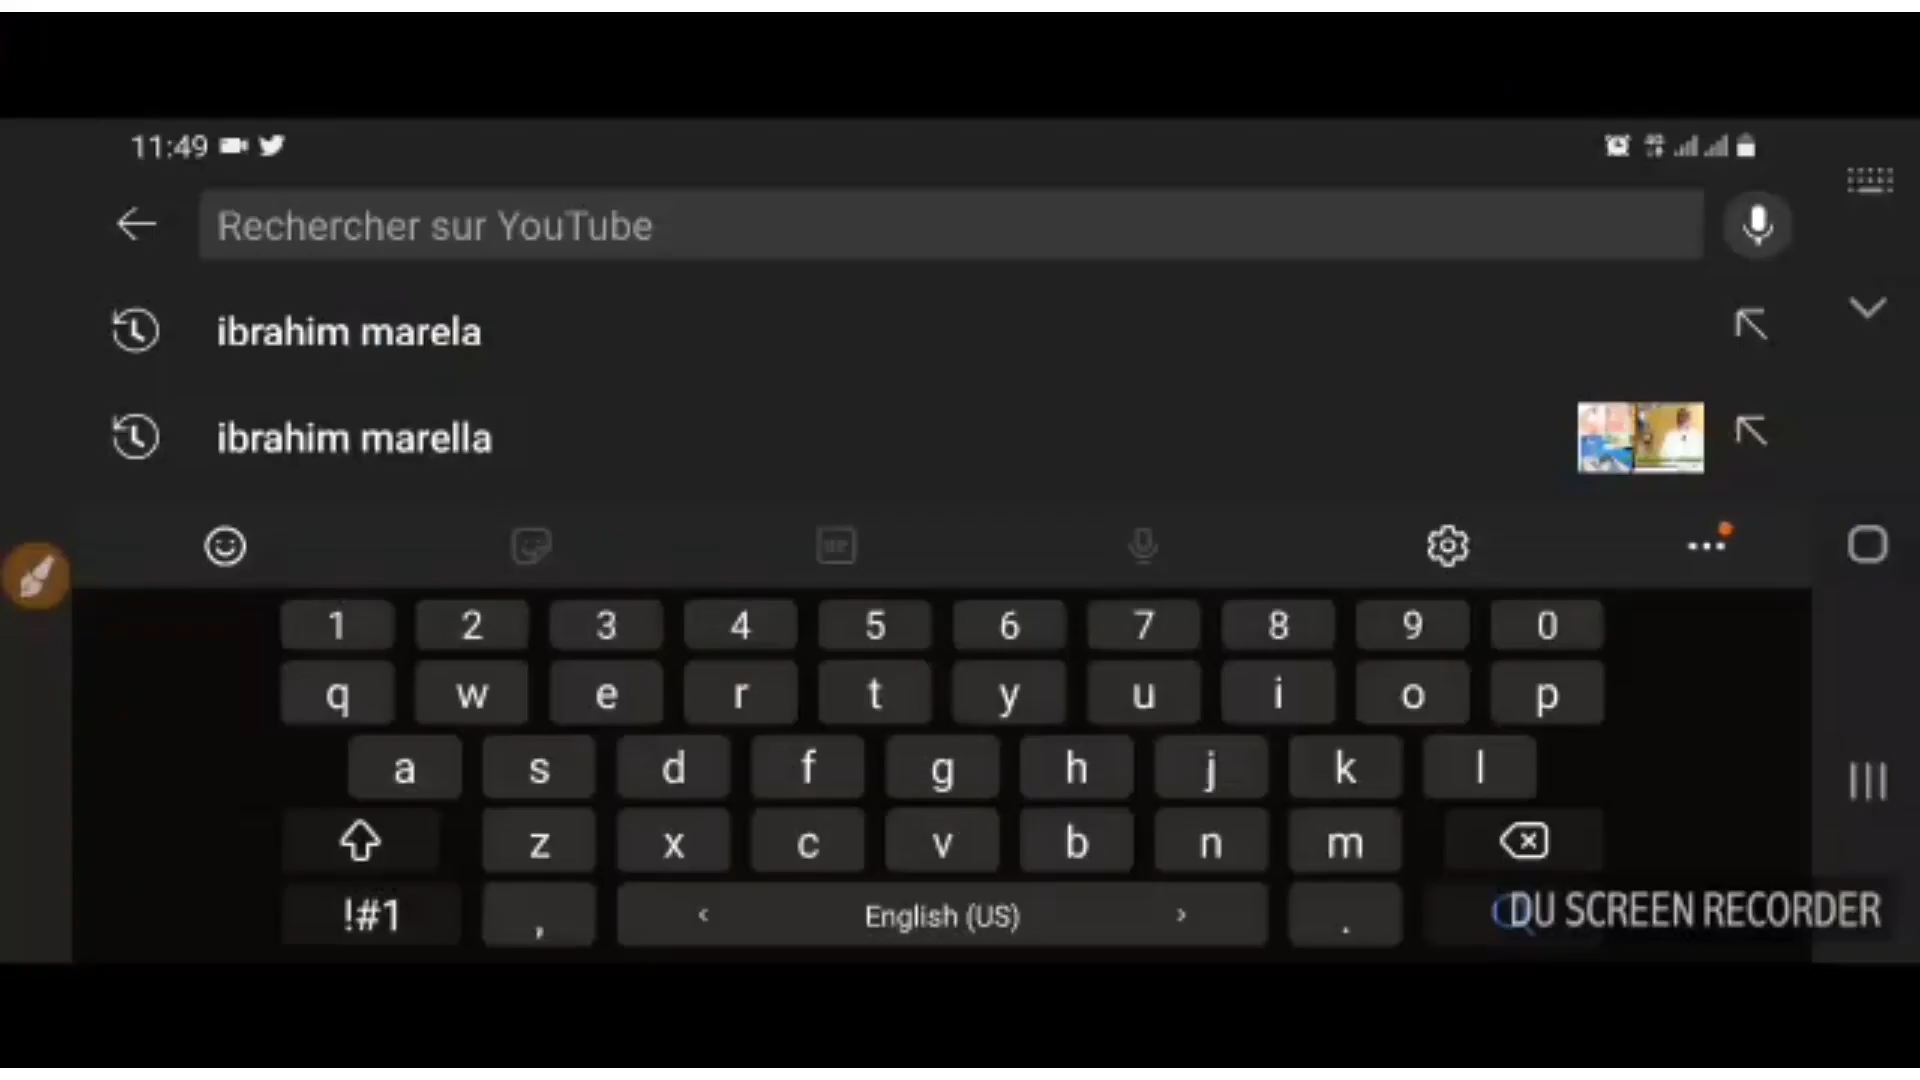 11:49
Rechercher sur YouTube
ibrahim marela
ibrahim marella
1 2 3 4 5 6 7 8 9 0
q w e r t y u i o p
a s d f g h j k l
z x c v b n m
!#1 , < English (US) > .
DU SCREEN RECORDER